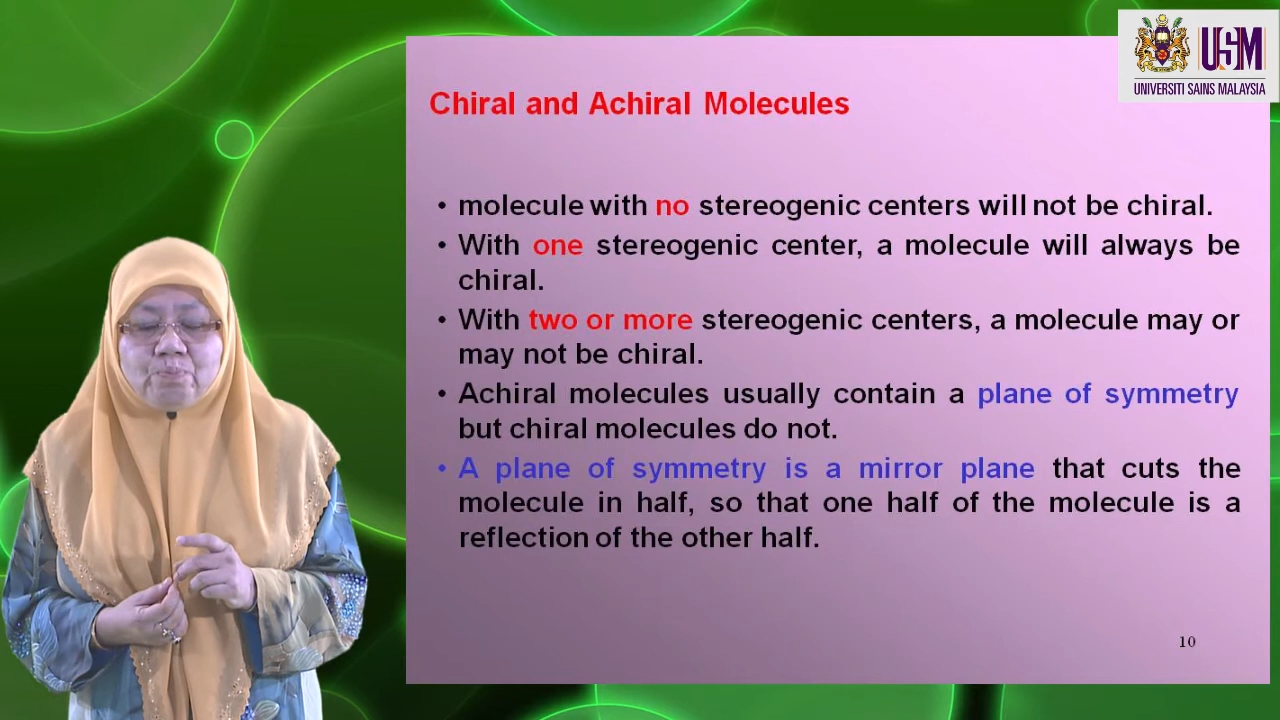 USM
UNIVERSITI SAINS MALAYSIA
Chiral and Achiral Molecules
• molecule with no stereogenic centers will not be chiral.
• With one stereogenic center, a molecule will always be
chiral.
• With two or more stereogenic centers, a molecule may or
may not be chiral.
• Achiral molecules usually contain a plane of symmetry
but chiral molecules do not.
• A plane of symmetry is a mirror plane that cuts the
molecule in half, so that one half of the molecule is a
reflection of the other half.
10